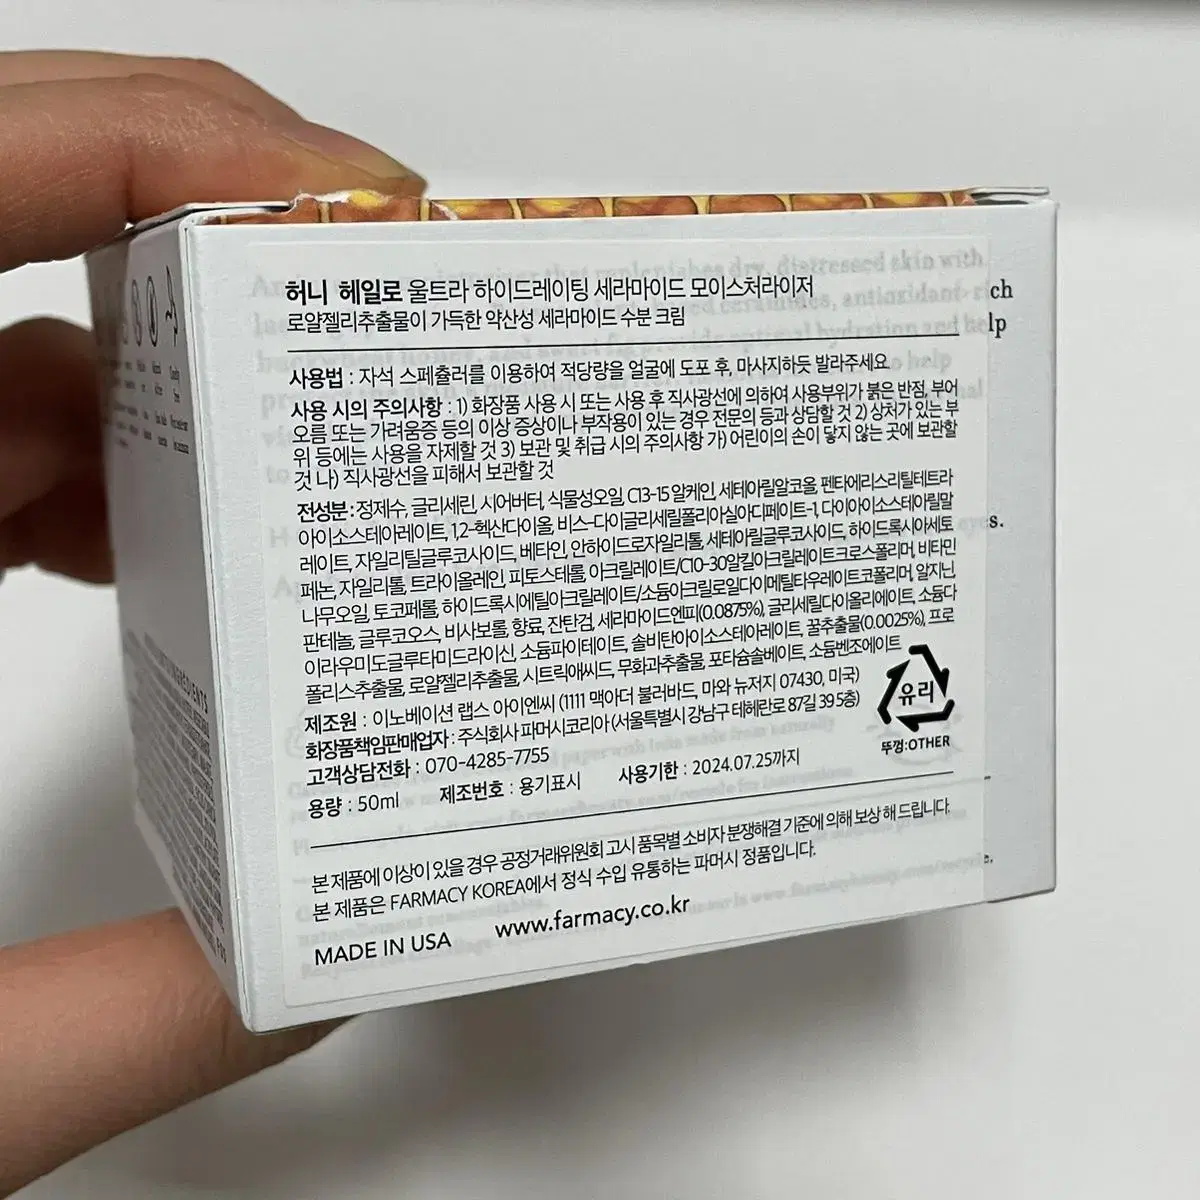 허니 헤일로 울트라 하이드레이팅 세라마이드 모이스처라이저
로얄젤리추출물이 가득한 약산성 세라마이드 수분 크림
사용법 : 자석 스페츌러를 이용하여 적당량을 얼굴에 도포 후, 마사지하듯 발라주세요
사용 시의 주의사항 : 1) 화장품 사용 시 또는 사용 후 직사광선에 의하여 사용부위가 붉은 반점, 부어
오름 또는 가려움증 등의 이상 증상이나 부작용이 있는 경우 전문의 등과 상담할 것 2) 상처가 있는 부
위 등에는 사용을 자제할 것 3) 보관 및 취급 시의 주의사항 가) 어린이의 손이 닿지 않는 곳에 보관할
것 나) 직사광선을 피해서 보관할 것
전성분 : 정제수, 글리세린, 시어버터, 식물성오일, C13-15 알케인, 세테아릴알코올, 펜타에리스리틸테트라
아이소스테아레이트, 1,2-헥산다이올, 비스-다이글리세릴폴리아실아디페이트-1, 다이아이소스테아릴말
레이트, 자일리틸글루코사이드, 베타인, 안하이드로자일리톨, 세테아릴글루코사이드, 하이드록시아세토
페논, 자일리톨, 트라이올레인, 피토스테롤, 아크릴레이트/C10-30알킬아크릴레이트크로스폴리머, 비타민
나무오일, 토코페롤, 하이드록시에틸아크릴레이트/소듐아크릴로일다이메틸타우레이트코폴리머, 알지닌,
판테놀, 글루코오스, 비사보롤, 향료, 잔탄검, 세라마이드엔피(0.0875%), 글리세릴다이올리에이트, 소듐다
이라우미도글루타미드라이신, 소듐파이테이트, 솔비탄아이소스테아레이트, 꿀추출물(0.0025%), 프로
폴리스추출물, 로얄젤리추출물, 시트릭애씨드, 무화과추출물, 포타슘솔베이트, 소듐벤조에이트
제조원 : 이노베이션 랩스 아이엔씨 (1111 맥아더 불러바드, 마와 뉴저지 07430, 미국)
화장품책임판매업자 : 주식회사 파머시코리아 (서울특별시 강남구 테헤란로 87길 39 5층)
고객상담전화 : 070-4285-7755
용량 : 50ml 제조번호 : 용기표시 사용기한 : 2024.07.25까지
유리
뚜껑:OTHER
본 제품에 이상이 있을 경우 공정거래위원회 고시 품목별 소비자 분쟁해결 기준에 의해 보상 해 드립니다.
본 제품은 FARMACY KOREA에서 정식 수입 유통하는 파머시 정품입니다.
MADE IN USA www.farmacy.co.kr
ch
lp
s.